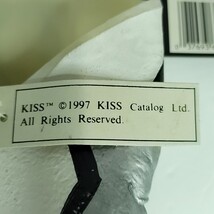 KISS™ ©1997 KISS Catalog Ltd.
All Rights Reserved.